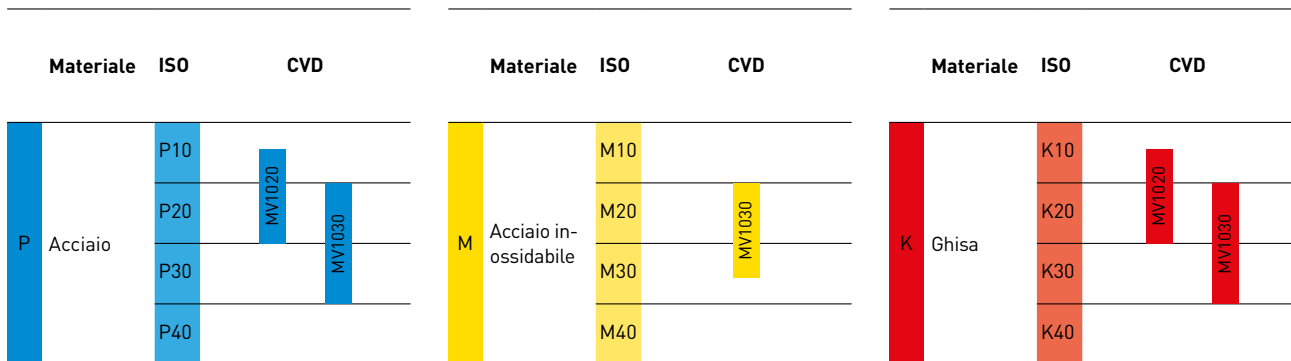 Materiale ISO CVD
P Acciaio
P10
P20
P30
P40
MV1020
MV1030
Materiale ISO CVD
M Acciaio in-
ossidabile
M10
M20
M30
M40
MV1030
Materiale ISO CVD
K Ghisa
K10
K20
K30
K40
MV1020
MV1030